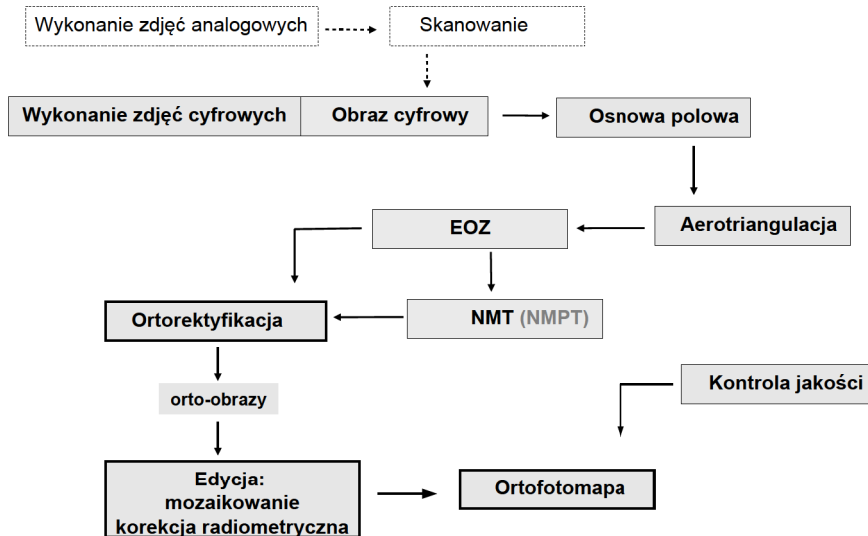 Wykonanie zdjęć analogowych
Skanowanie
Wykonanie zdjęć cyfrowych
Obraz cyfrowy
Osnowa polowa
EOZ
Aerotriangulacja
Ortorektyfikacja
NMT (NMPT)
Kontrola jakości
orto-obrazy
Edycja:
mozaikowanie
korekcja radiometryczna
Ortofotomapa